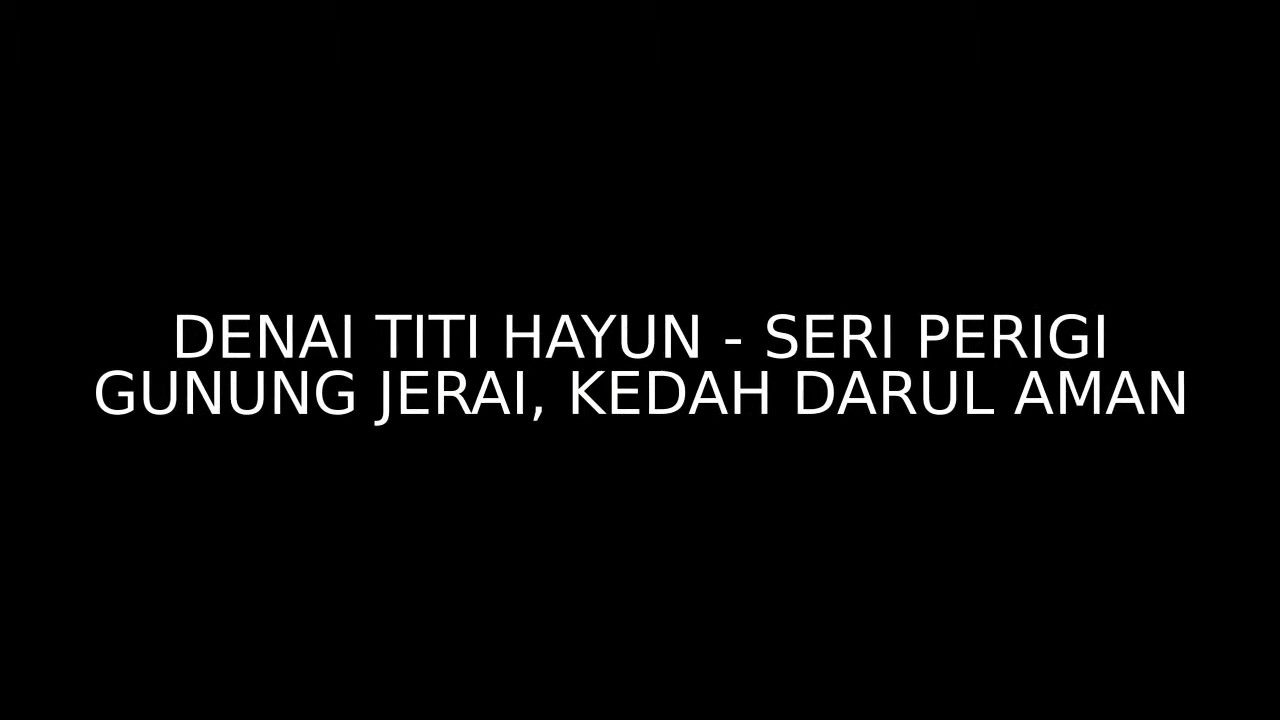 DENAI TITI HAYUN - SERI PERIGI
GUNUNG JERAI, KEDAH DARUL AMAN